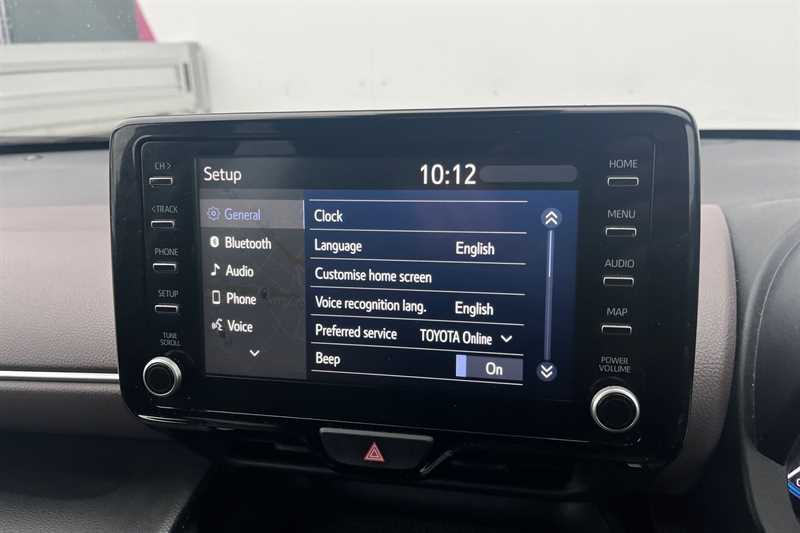 CH >
< TRACK
PHONE
SETUP
TUNE
SCROLL
Setup
10:12
General
Bluetooth
Audio
Phone
Voice
Clock
Language English
Customise home screen
Voice recognition lang. English
Preferred service TOYOTA Online
Beep On
HOME
MENU
AUDIO
MAP
POWER
VOLUME